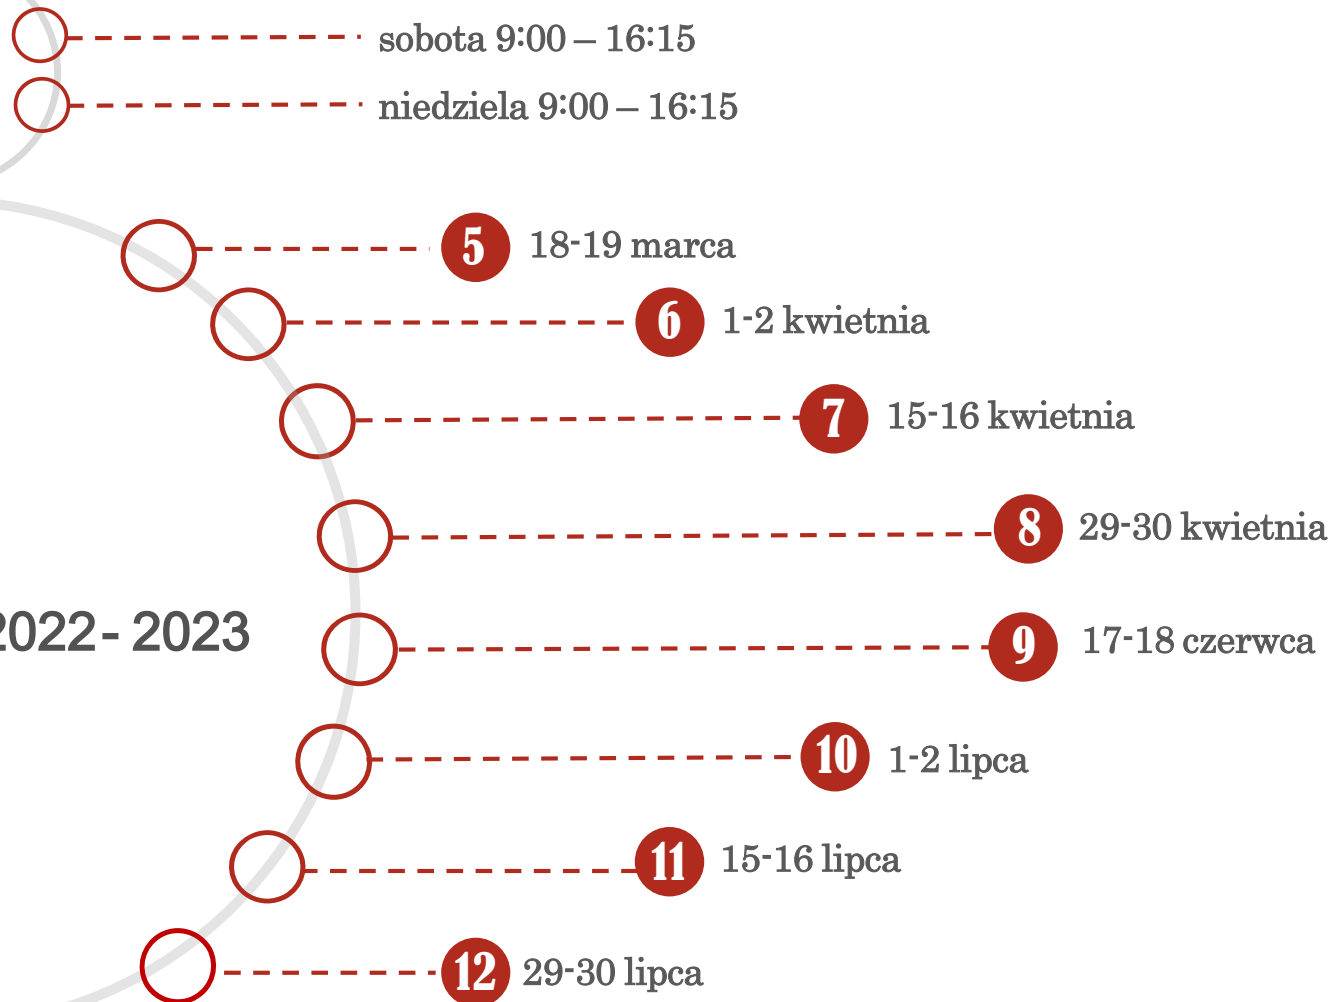 sobota 9:00 – 16:15
niedziela 9:00 – 16:15
5 18-19 marca
6 1-2 kwietnia
7 15-16 kwietnia
8 29-30 kwietnia
2022- 2023
9 17-18 czerwca
10 1-2 lipca
11 15-16 lipca
12 29-30 lipca